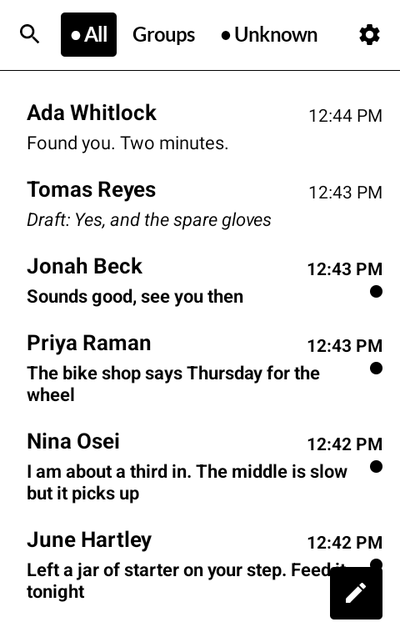 All Groups Unknown
Ada Whitlock 12:44 PM
Found you. Two minutes.
Tomas Reyes 12:43 PM
Draft: Yes, and the spare gloves
Jonah Beck 12:43 PM
Sounds good, see you then
Priya Raman 12:43 PM
The bike shop says Thursday for the
wheel
Nina Osei 12:42 PM
I am about a third in. The middle is slow
but it picks up
June Hartley 12:42 PM
Left a jar of starter on your step. Feed it
tonight